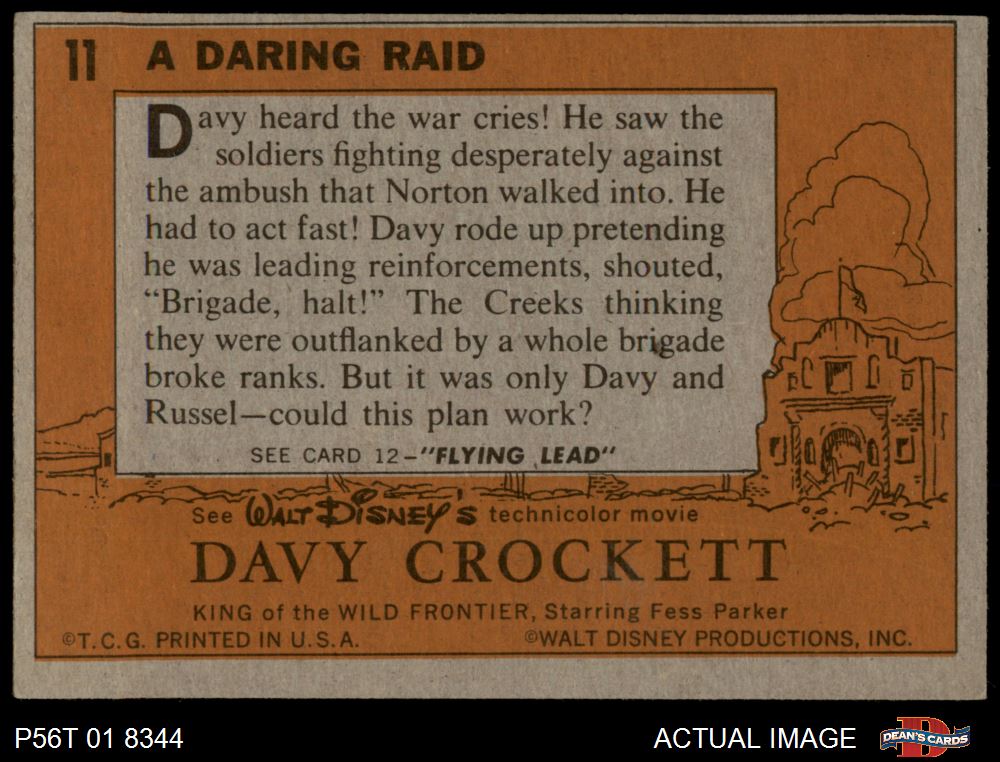 11 A DARING RAID
Davy heard the war cries! He saw the
soldiers fighting desperately against
the ambush that Norton walked into. He
had to act fast! Davy rode up pretending
he was leading reinforcements, shouted,
“Brigade, halt!” The Creeks thinking
they were outflanked by a whole brigade
broke ranks. But it was only Davy and
Russel—could this plan work?
SEE CARD 12–"FLYING LEAD"
See WALT DISNEY'S technicolor movie
DAVY CROCKETT
KING of the WILD FRONTIER, Starring Fess Parker
©T.C.G. PRINTED IN U.S.A. ©WALT DISNEY PRODUCTIONS, INC.
P56T 01 8344 ACTUAL IMAGE D DEAN'S CARDS